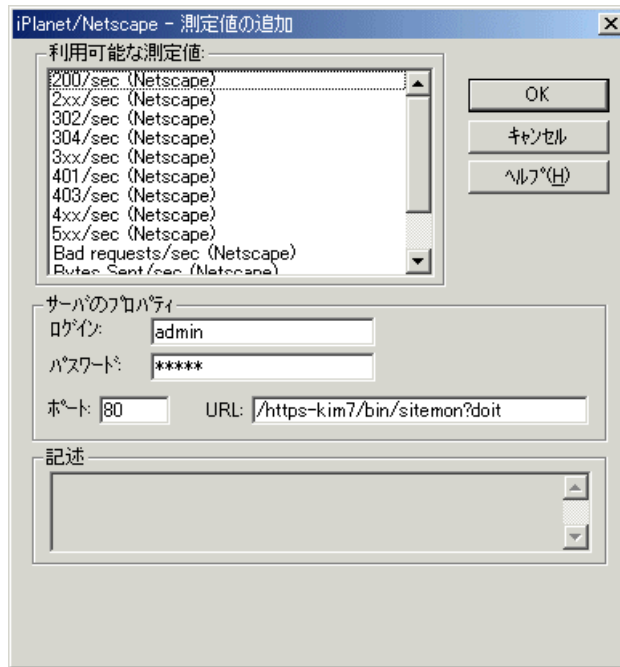 iPlanet/Netscape - 測定値の追加
利用可能な測定値:
200/sec (Netscape)
2xx/sec (Netscape)
302/sec (Netscape)
304/sec (Netscape)
3xx/sec (Netscape)
401/sec (Netscape)
403/sec (Netscape)
4xx/sec (Netscape)
5xx/sec (Netscape)
Bad requests/sec (Netscape)
Bytes Sent/sec (Netscape)
OK
キャンセル
ヘルプ(H)
サーバのプロパティ
ログイン: admin
パスワード: *****
ポート: 80 URL: /https-kim7/bin/sitemon?doit
記述